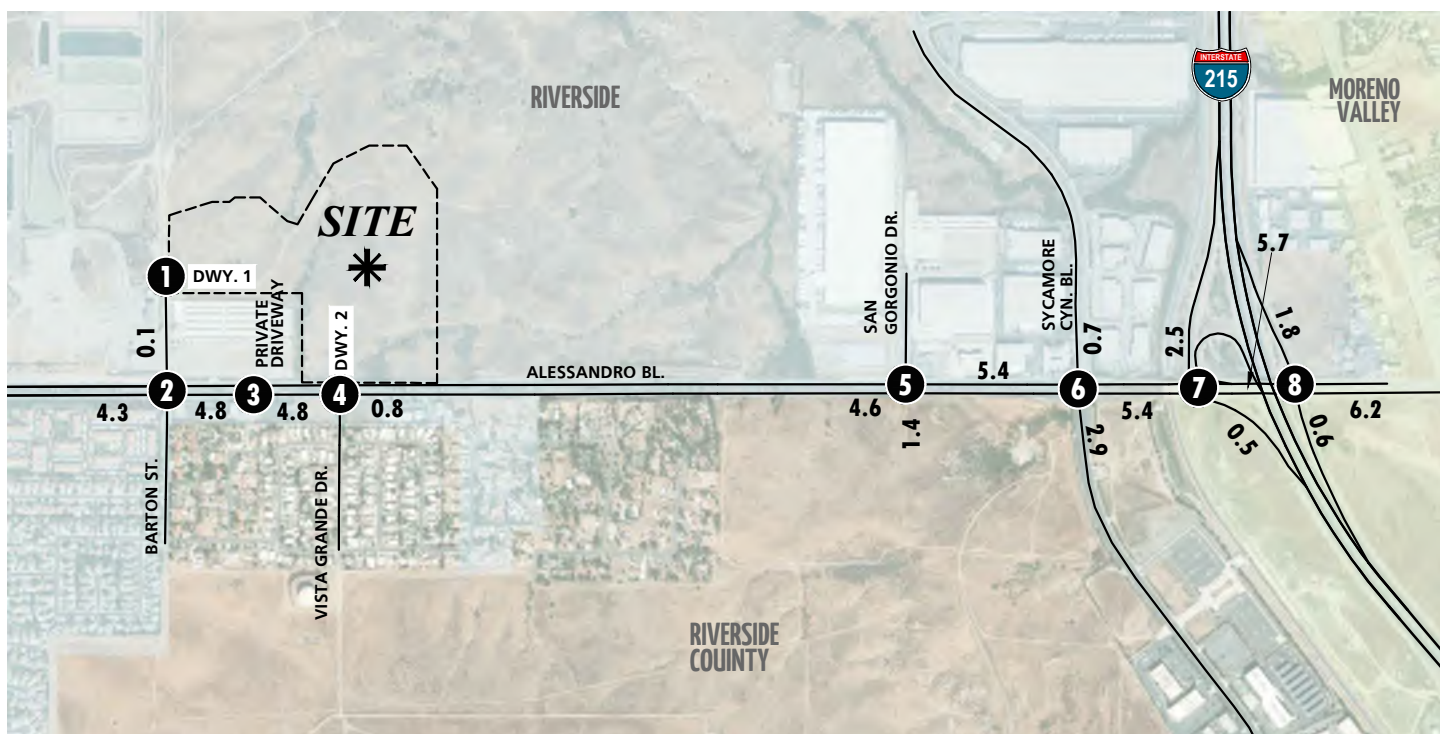 RIVERSIDE
INTERSTATE
215
MORENO
VALLEY
SITE
1
DWY. 1
PRIVATE
DRIVEWAY
DWY. 2
0.1
SAN
GORGONIO DR.
SYCAMORE
CYN. BL.
0.7
2.5
5.7
1.8
ALESSANDRO BL.
5.4
2
3
4
5
6
7
8
4.3
4.8
4.8
0.8
4.6
1.4
2.9
5.4
0.5
0.6
6.2
BARTON ST.
VISTA GRANDE DR.
RIVERSIDE
COUINTY